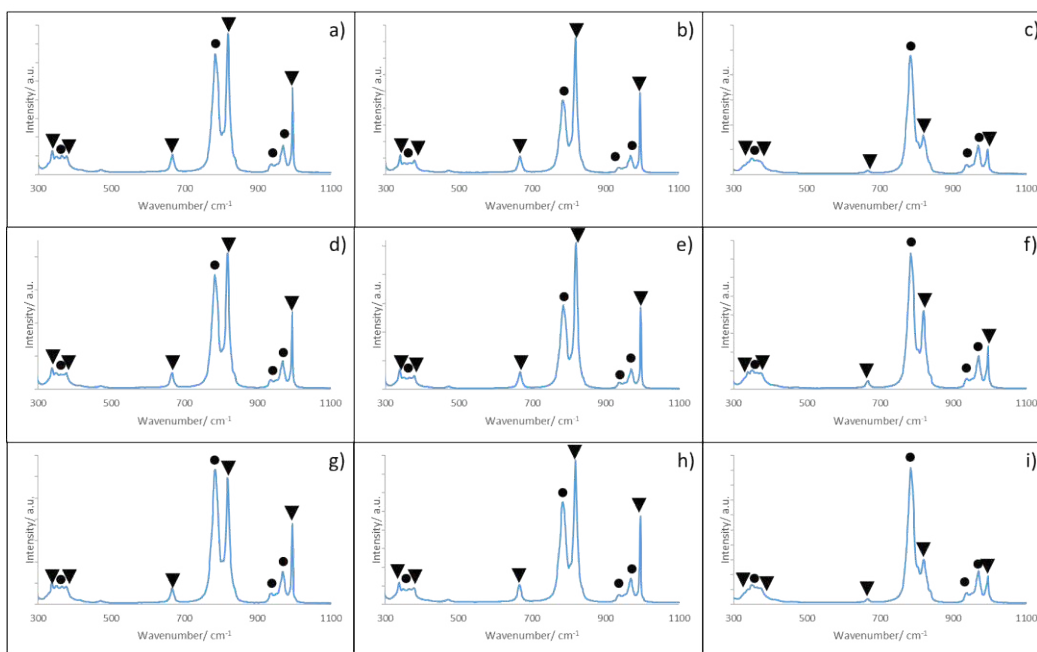 a)
Intensity/ a.u.
300 500 700 900 1100
Wavenumber/ cm-1
b)
Intensity/ a.u.
300 500 700 900 1100
Wavenumber/ cm-1
c)
Intensity/ a.u.
300 500 700 900 1100
Wavenumber/ cm-1
d)
Intensity/ a.u.
300 500 700 900 1100
Wavenumber/ cm-1
e)
Intensity/ a.u.
300 500 700 900 1100
Wavenumber/ cm-1
f)
Intensity/ a.u.
300 500 700 900 1100
Wavenumber/ cm-1
g)
Intensity/ a.u.
300 500 700 900 1100
Wavenumber/ cm-1
h)
Intensity/ a.u.
300 500 700 900 1100
Wavenumber/ cm-1
i)
Intensity/ a.u.
300 500 700 900 1100
Wavenumber/ cm-1